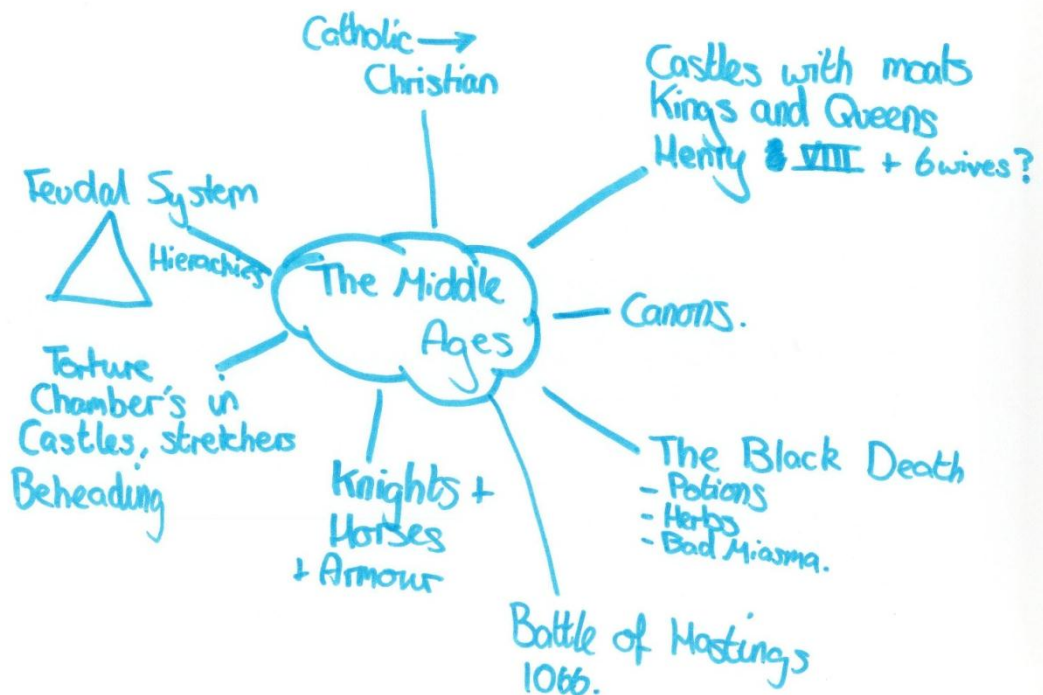 The Middle
Ages
Catholic →
Christian
Castles with moats
Kings and Queens
Henry VIII + 6 wives?
Canons.
The Black Death
- Potions
- Herbs
- Bad Miasma.
Battle of Hastings
1066.
Knights +
Horses
+ Armour
Torture
Chamber's in
Castles, stretchers
Beheading
Feudal System
Hierachies